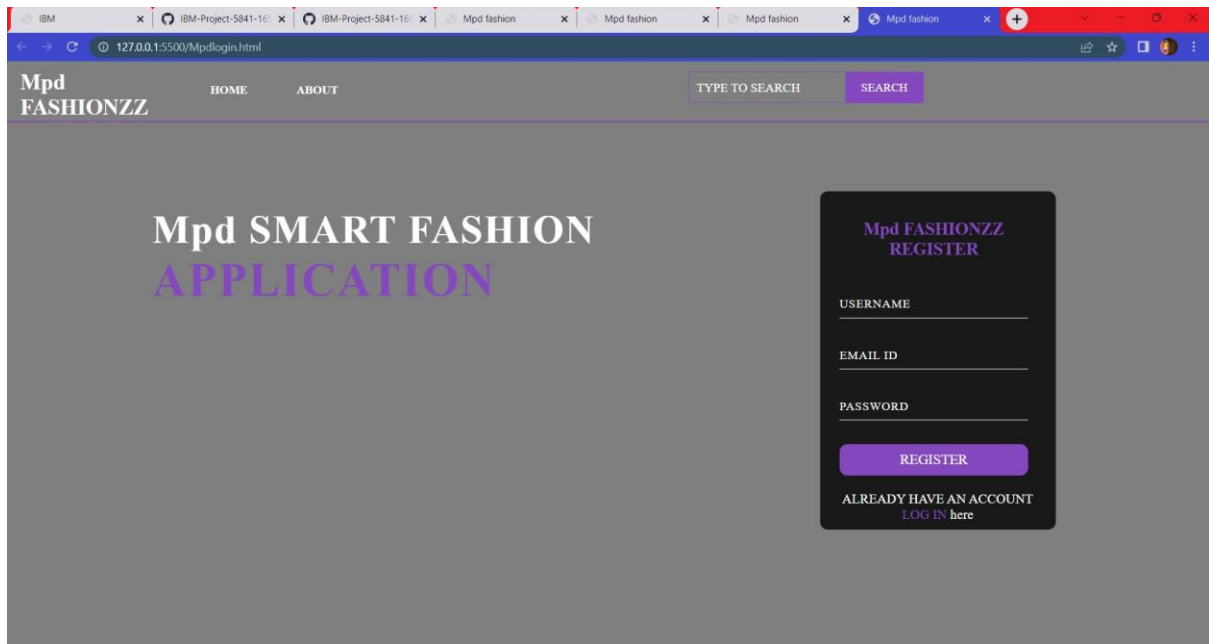 IBM
IBM-Project-5841-165
IBM-Project-5841-165
Mpd fashion
Mpd fashion
Mpd fashion
Mpd fashion
127.0.0.1:5500/Mpdlogin.html
Mpd
FASHIONZZ
HOME
ABOUT
TYPE TO SEARCH
SEARCH
Mpd SMART FASHION
APPLICATION
Mpd FASHIONZZ
REGISTER
USERNAME
EMAIL ID
PASSWORD
REGISTER
ALREADY HAVE AN ACCOUNT
LOG IN here